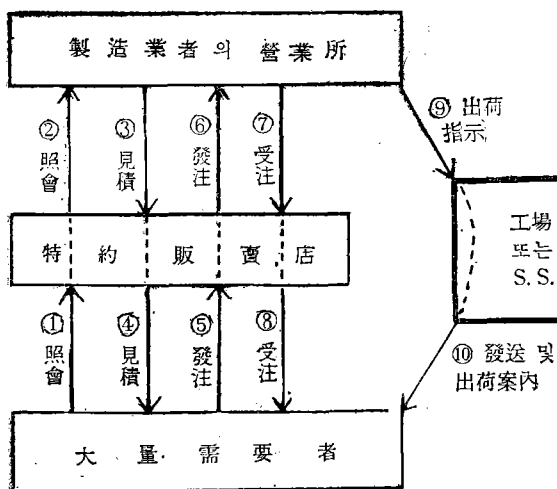 製造業者의 營業所
② 照會
③ 見積
⑥ 發注
⑦ 受注
⑨ 出荷
指示
特約販賣店
工場
또는
S.S.
① 照會
④ 見積
⑤ 發注
⑧ 受注
⑩ 發送 및
出荷案內
大量需要者